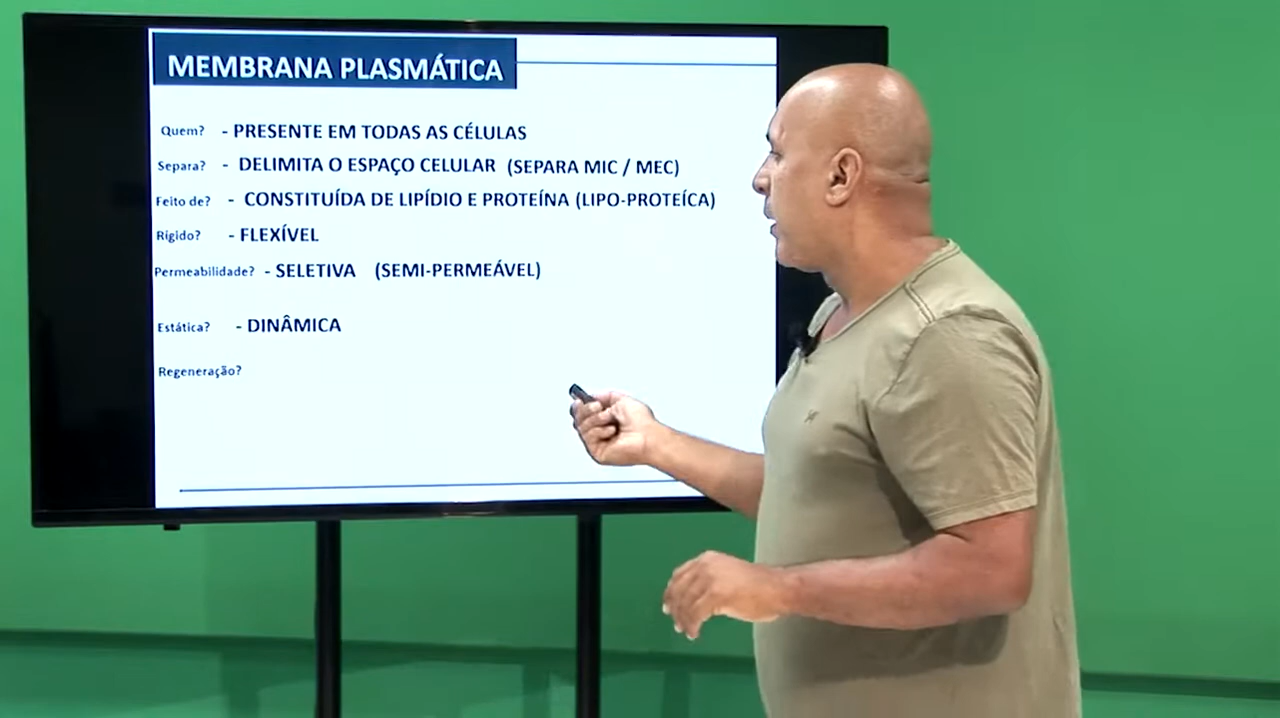 MEMBRANA PLASMÁTICA
Quem? - PRESENTE EM TODAS AS CÉLULAS
Separa? - DELIMITA O ESPAÇO CELULAR (SEPARA MIC / MEC)
Feito de? - CONSTITUÍDA DE LIPÍDIO E PROTEÍNA (LIPO-PROTEÍCA)
Rígido? - FLEXÍVEL
Permeabilidade? - SELETIVA (SEMI-PERMEÁVEL)
Estática? - DINÂMICA
Regeneração?